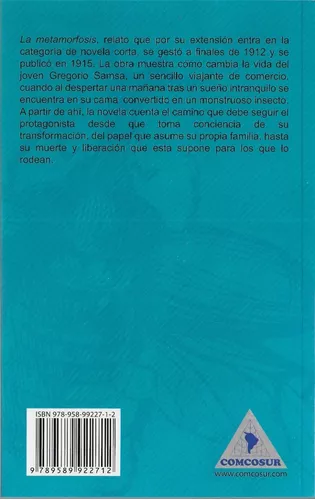 La metamorfosis, relato que por su extensión entra en la
categoría de novela corta, se gestó a finales de 1912 y se
publicó en 1915. La obra muestra cómo cambia la vida del
joven Gregorio Samsa, un sencillo viajante de comercio,
cuando al despertar una mañana tras un sueño intranquilo se
encuentra en su cama, convertido en un monstruoso insecto.
A partir de ahí, la novela cuenta el camino que debe seguir el
protagonista desde que toma conciencia de su
transformación, del papel que asume su propia familia, hasta
su muerte y liberación que esta supone para los que lo
rodean.
ISBN 978-958-99227-1-2
9 789589 922712
COMCOSUR
www.comcosur.com